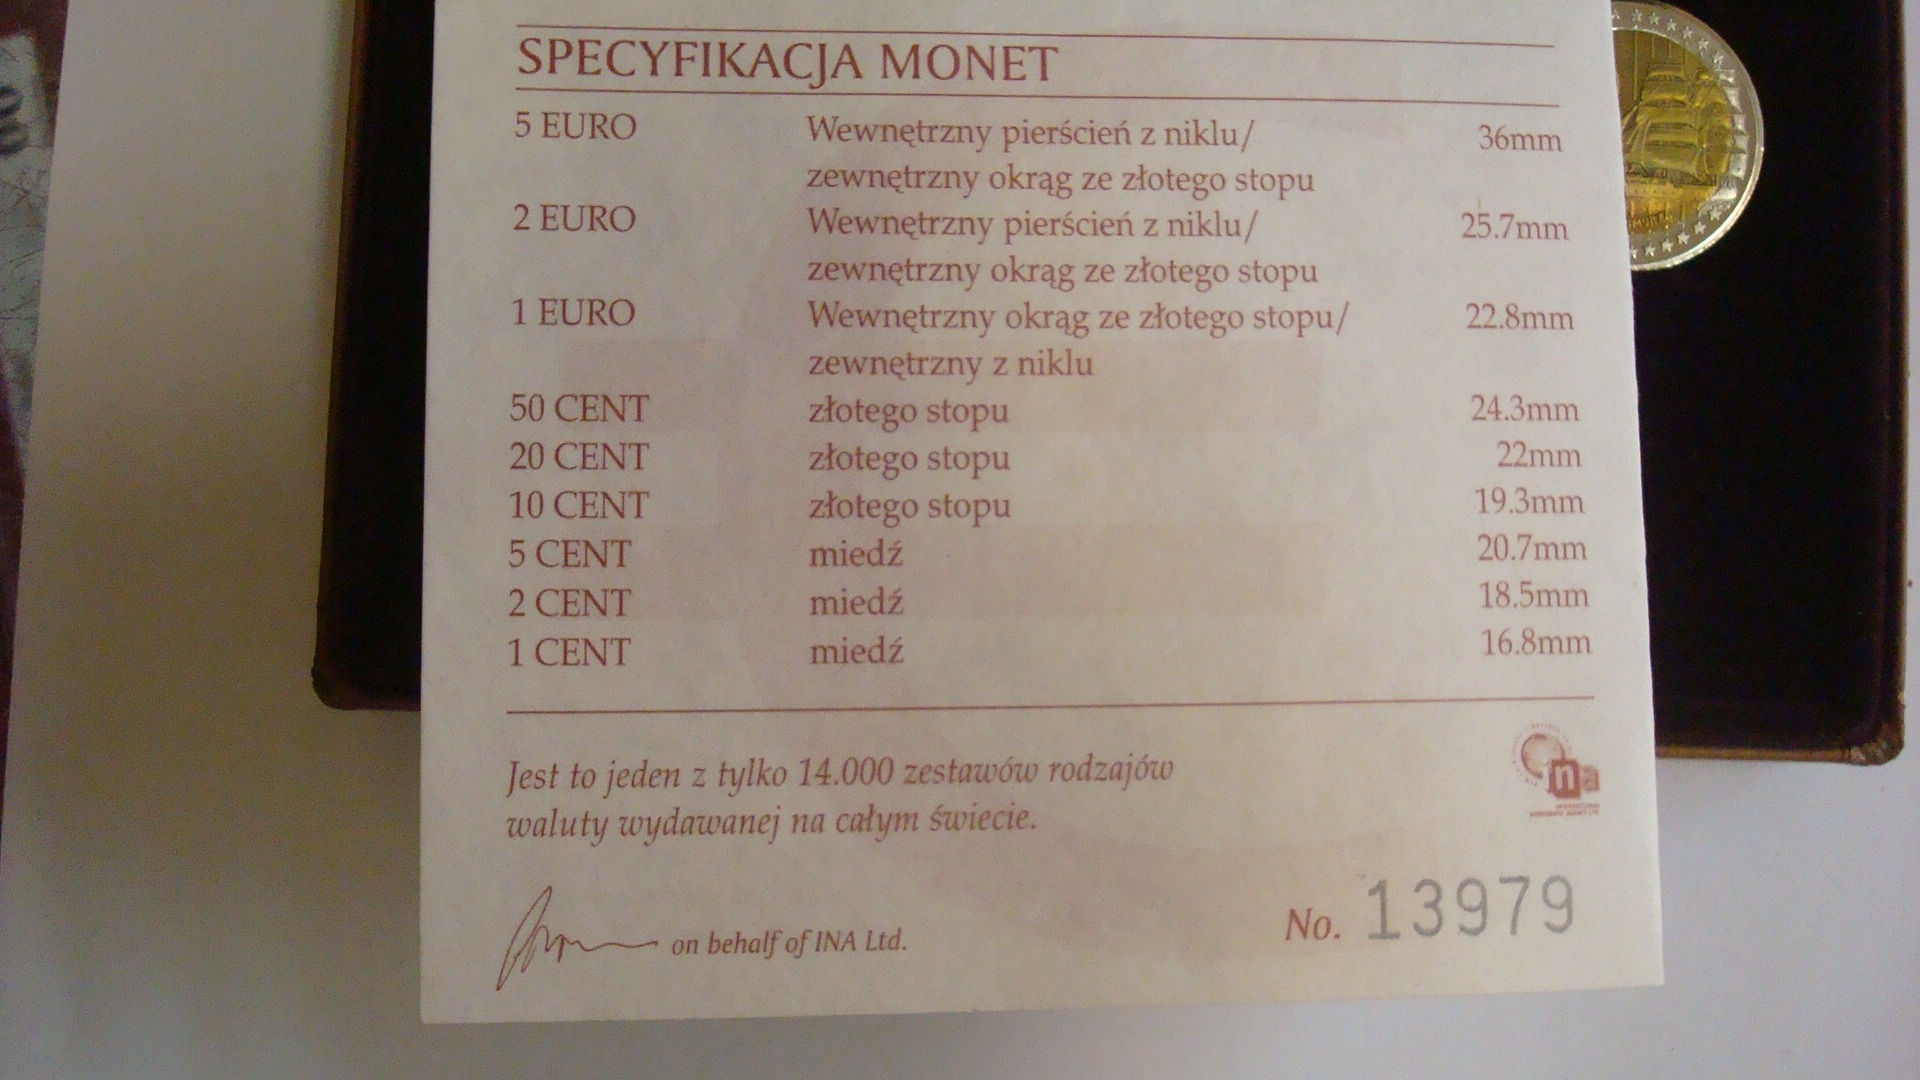 SPECYFIKACJA MONET
5 EURO Wewnętrzny pierścień z niklu/ 36mm
zewnętrzny okrąg ze złotego stopu
2 EURO Wewnętrzny pierścień z niklu/ 25.7mm
zewnętrzny okrąg ze złotego stopu
1 EURO Wewnętrzny okrąg ze złotego stopu/ 22.8mm
zewnętrzny z niklu
50 CENT złotego stopu 24.3mm
20 CENT złotego stopu 22mm
10 CENT złotego stopu 19.3mm
5 CENT miedź 20.7mm
2 CENT miedź 18.5mm
1 CENT miedź 16.8mm
Jest to jeden z tylko 14.000 zestawów rodzajów
waluty wydawanej na całym świecie.
ina
on behalf of INA Ltd.
No. 13979